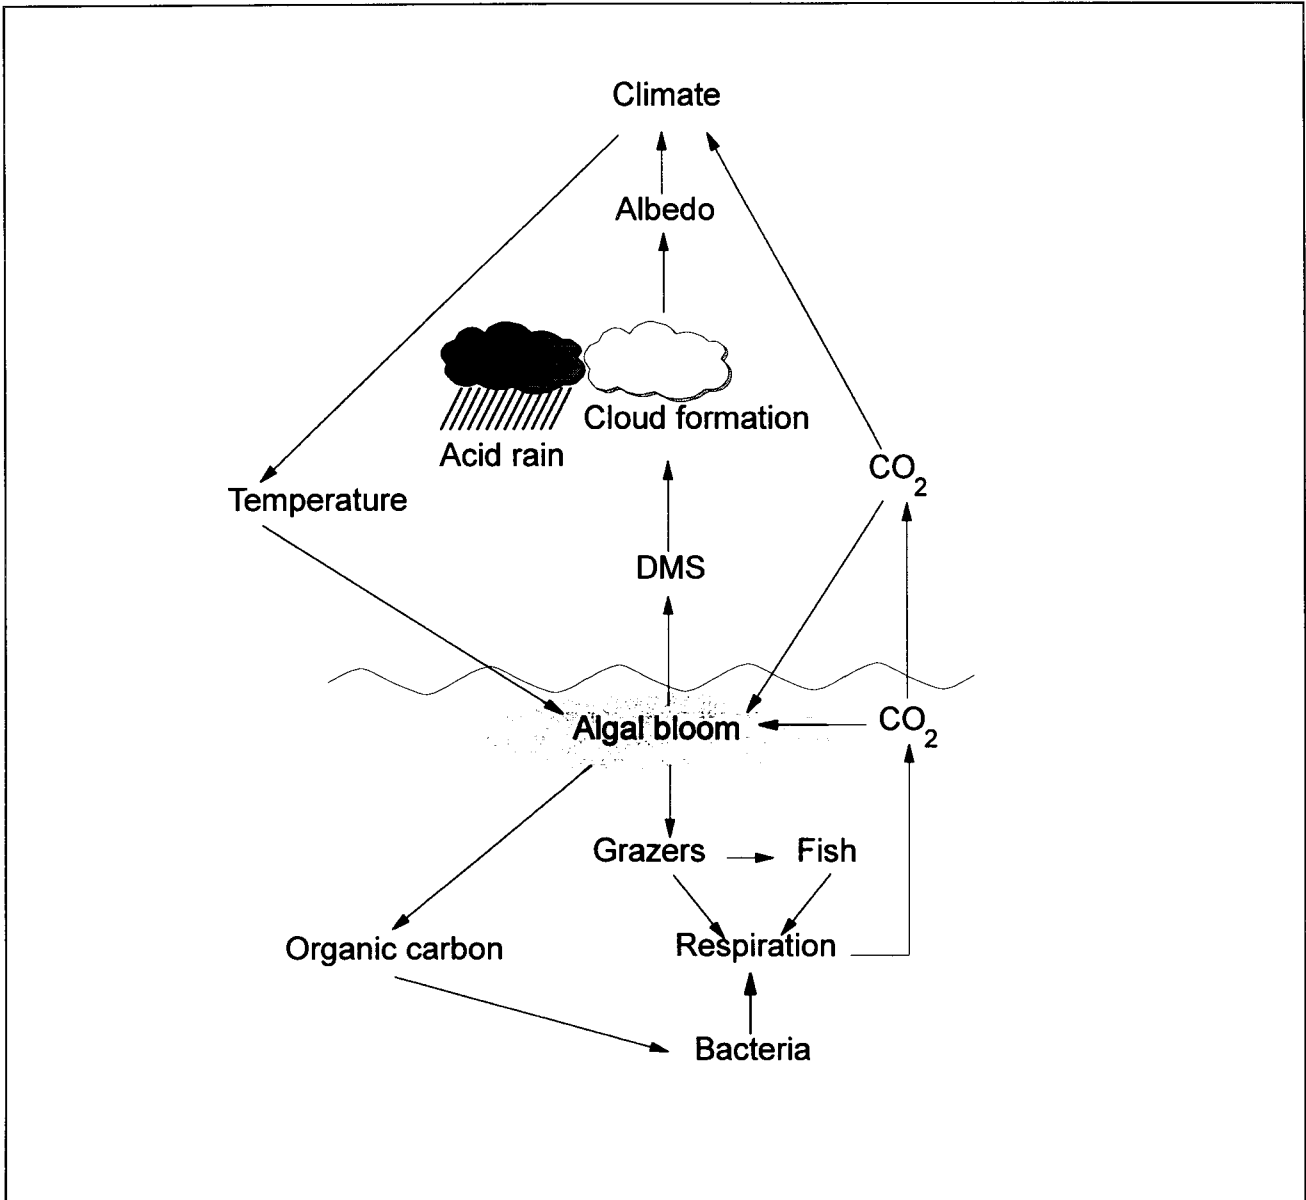 Climate
Albedo
Cloud formation
Acid rain
CO2
Temperature
DMS
Algal bloom
CO2
Grazers
Fish
Organic carbon
Respiration
Bacteria